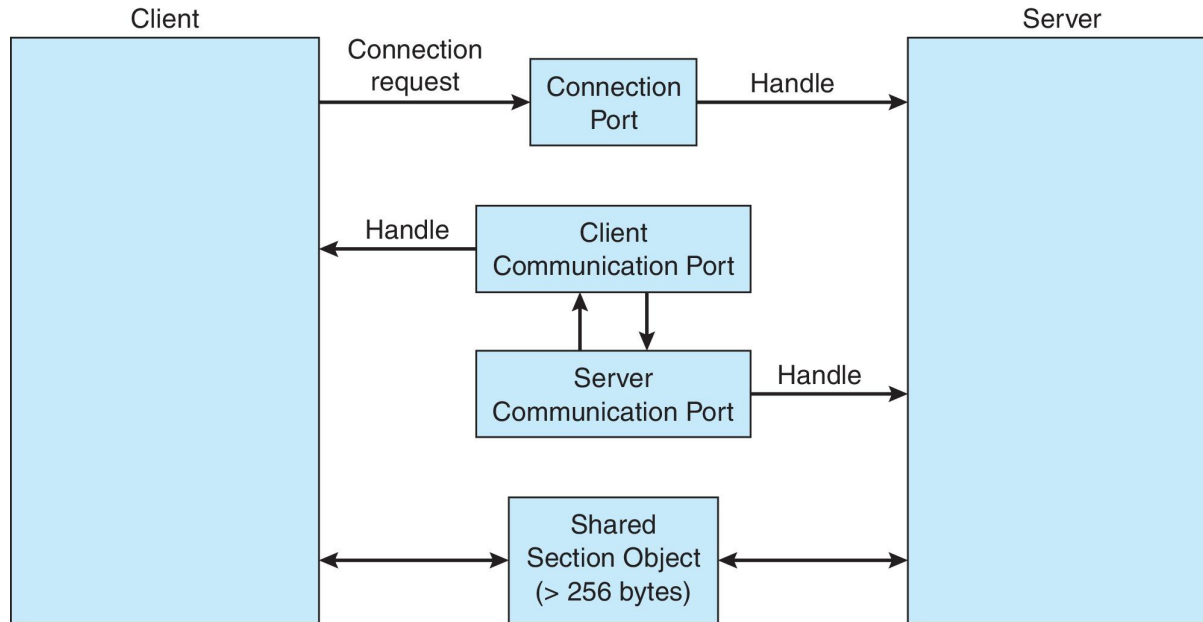 Client
Server
Connection
request
Connection
Port
Handle
Handle
Client
Communication Port
Server
Communication Port
Handle
Shared
Section Object
(> 256 bytes)